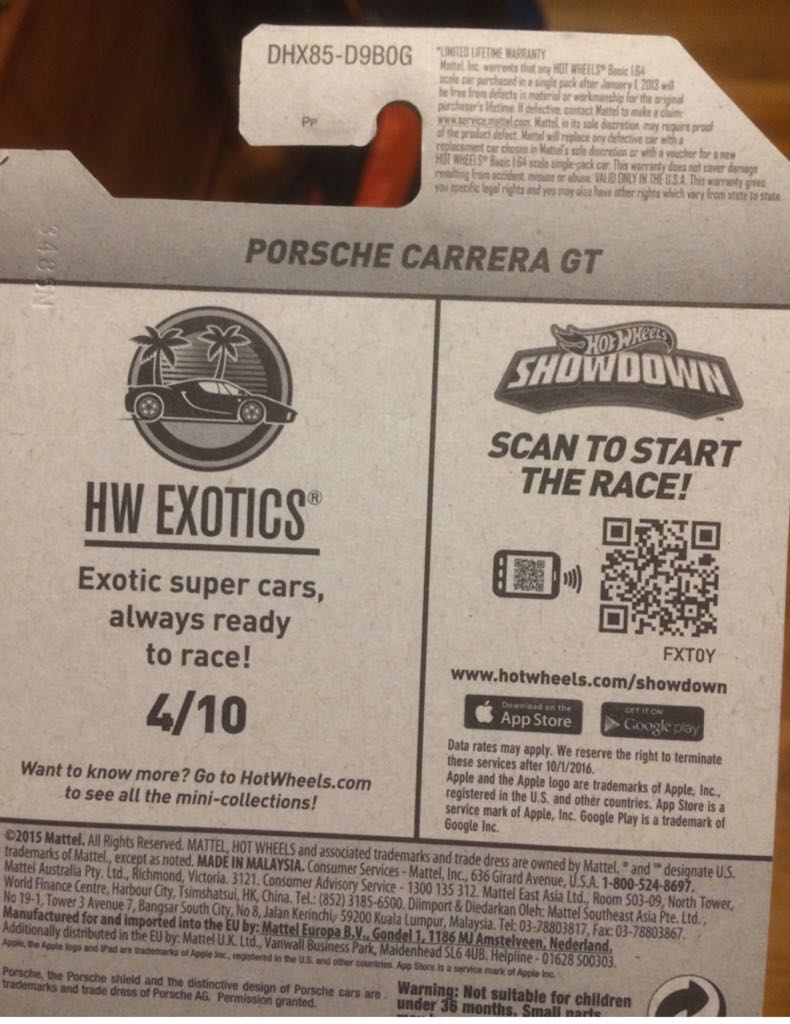 DHX85-D9B0G
Pp
*LIMITED LIFETIME WARRANTY
Mattel, Inc. warrants that any HOT WHEELS® Basic 1:64
scale car purchased in a single pack after January 1, 2013 will
be free from defects in material or workmanship for the original
purchaser's lifetime. If defective, contact Mattel to make a claim:
www.service.mattel.com. Mattel, in its sole discretion, may require proof
of the product defect. Mattel will replace any defective car with a
replacement car chosen in Mattel's sole discretion or with a voucher for a new
HOT WHEELS® Basic 1:64 scale single-pack car. This warranty does not cover damage
resulting from accident, misuse or abuse. VALID ONLY IN THE U.S.A. This warranty gives
you specific legal rights and you may also have other rights which vary from state to state.
PORSCHE CARRERA GT
HW EXOTICS®
Exotic super cars,
always ready
to race!
4/10
Want to know more? Go to HotWheels.com
to see all the mini-collections!
HOT WHEELS
SHOWDOWN™
SCAN TO START
THE RACE!
FXT0Y
www.hotwheels.com/showdown
Download on the
App Store
GET IT ON
Google play
Data rates may apply. We reserve the right to terminate
these services after 10/1/2016.
Apple and the Apple logo are trademarks of Apple, Inc.,
registered in the U.S. and other countries. App Store is a
service mark of Apple, Inc. Google Play is a trademark of
Google Inc.
©2015 Mattel. All Rights Reserved. MATTEL, HOT WHEELS and associated trademarks and trade dress are owned by Mattel. ® and ™ designate U.S.
trademarks of Mattel., except as noted. MADE IN MALAYSIA. Consumer Services - Mattel, Inc., 636 Girard Avenue, U.S.A. 1-800-524-8697.
Mattel Australia Pty. Ltd., Richmond, Victoria. 3121. Consumer Advisory Service - 1300 135 312. Mattel East Asia Ltd., Room 503-09, North Tower,
World Finance Centre, Harbour City, Tsimshatsui, HK, China. Tel.: (852) 3185-6500. Diimport & Diedarkan Oleh: Mattel Southeast Asia Pte. Ltd.,
No 19-1, Tower 3 Avenue 7, Bangsar South City, No 8, Jalan Kerinchi, 59200 Kuala Lumpur, Malaysia. Tel: 03-78803817, Fax: 03-78803867.
Manufactured for and imported into the EU by: Mattel Europa B.V., Gondel 1, 1186 MJ Amstelveen, Nederland.
Additionally distributed in the EU by: Mattel U.K. Ltd., Vanwall Business Park, Maidenhead SL6 4UB. Helpline - 01628 500303.
Apple, the Apple logo and iPad are trademarks of Apple Inc., registered in the U.S. and other countries. App Store is a service mark of Apple Inc.
Porsche, the Porsche shield and the distinctive design of Porsche cars are
trademarks and trade dress of Porsche AG. Permission granted.
Warning: Not suitable for children
under 36 months. Small parts